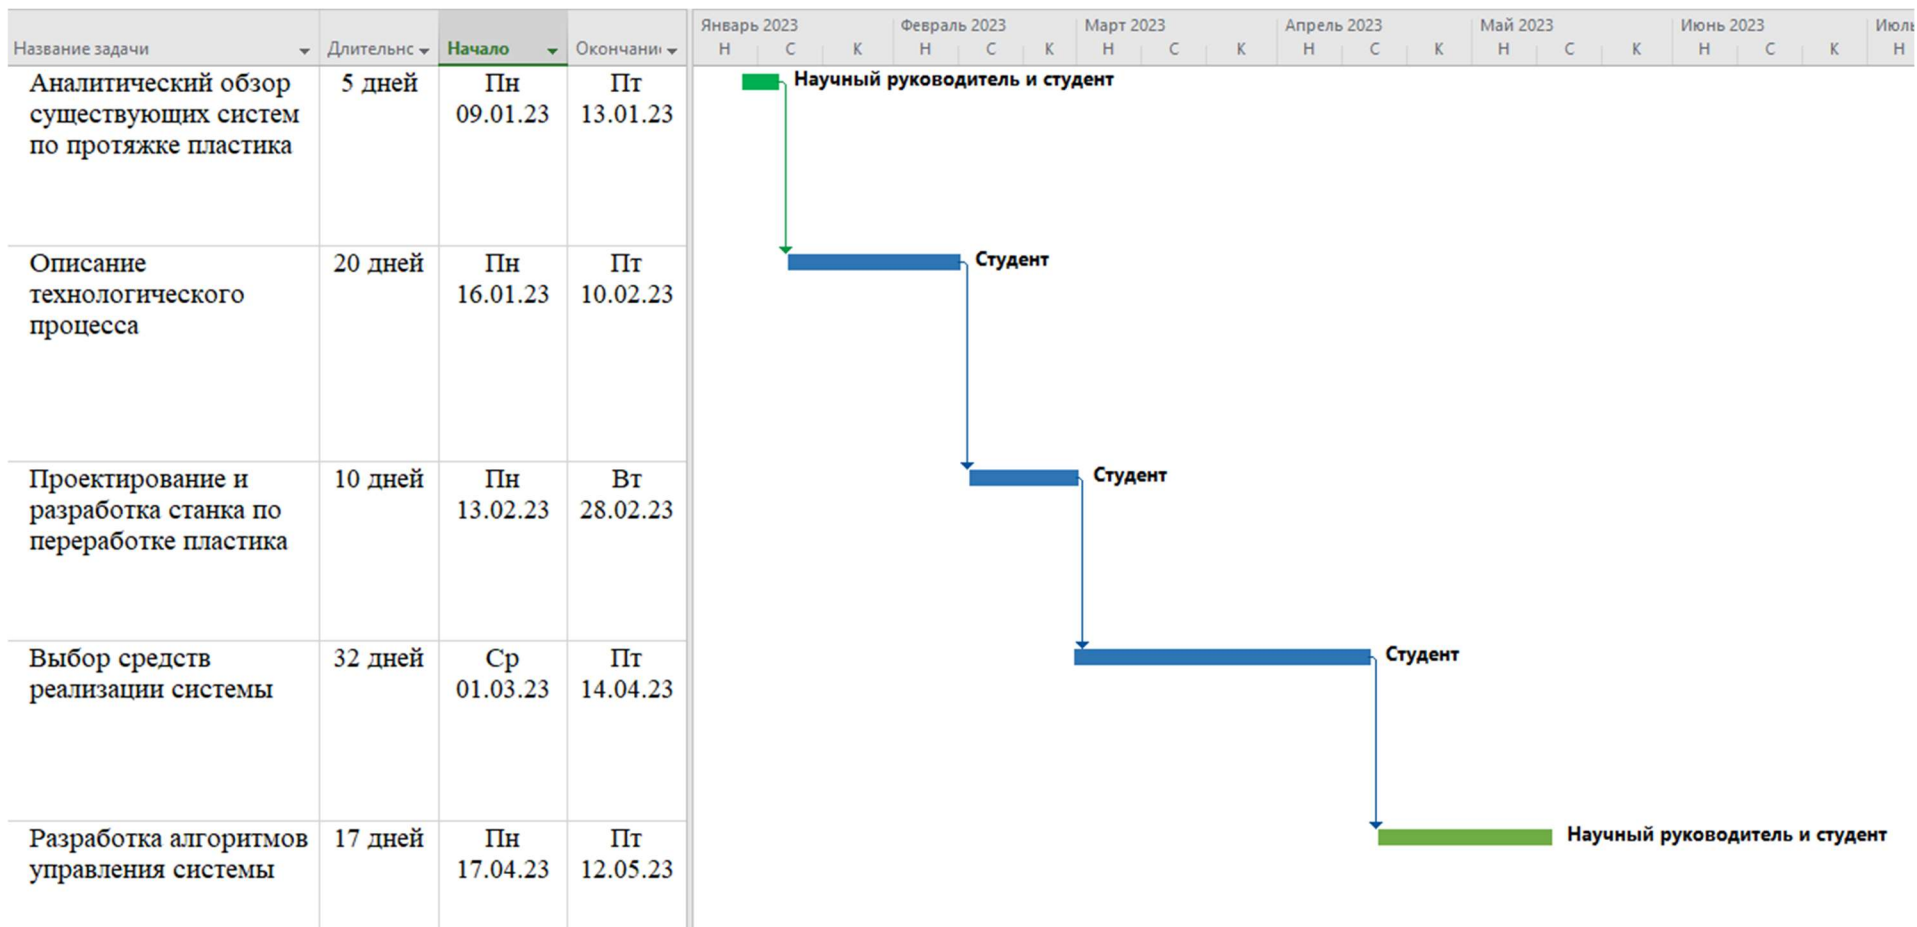 Январь 2023 Февраль 2023 Март 2023 Апрель 2023 Май 2023 Июнь 2023 Июль
Название задачи Длительнс Начало Окончани Н С К Н С К Н С К Н С К Н С К Н С К Н
Аналитический обзор
существующих систем
по протяжке пластика
5 дней
Пн
09.01.23
Пт
13.01.23
Научный руководитель и студент
Описание
технологического
процесса
20 дней
Пн
16.01.23
Пт
10.02.23
Студент
Проектирование и
разработка станка по
переработке пластика
10 дней
Пн
13.02.23
Вт
28.02.23
Студент
Выбор средств
реализации системы
32 дней
Ср
01.03.23
Пт
14.04.23
Студент
Разработка алгоритмов
управления системы
17 дней
Пн
17.04.23
Пт
12.05.23
Научный руководитель и студент